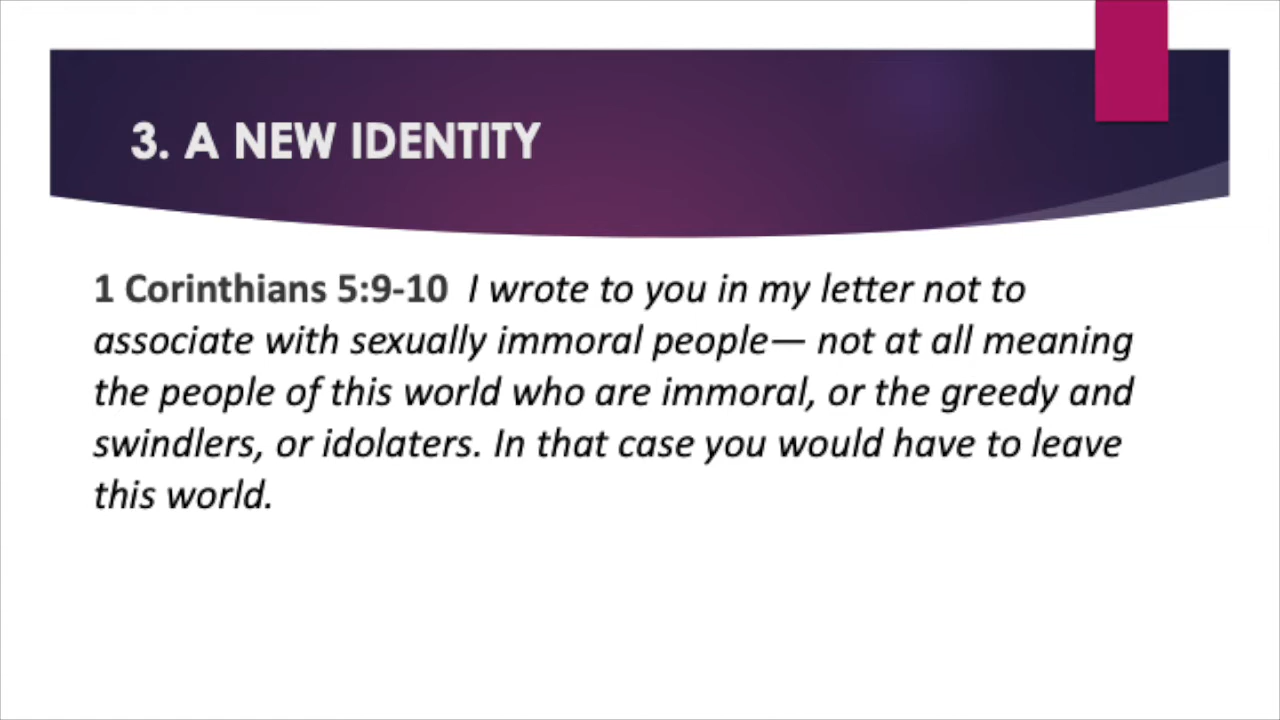 3. A NEW IDENTITY
1 Corinthians 5:9-10 I wrote to you in my letter not to
associate with sexually immoral people— not at all meaning
the people of this world who are immoral, or the greedy and
swindlers, or idolaters. In that case you would have to leave
this world.